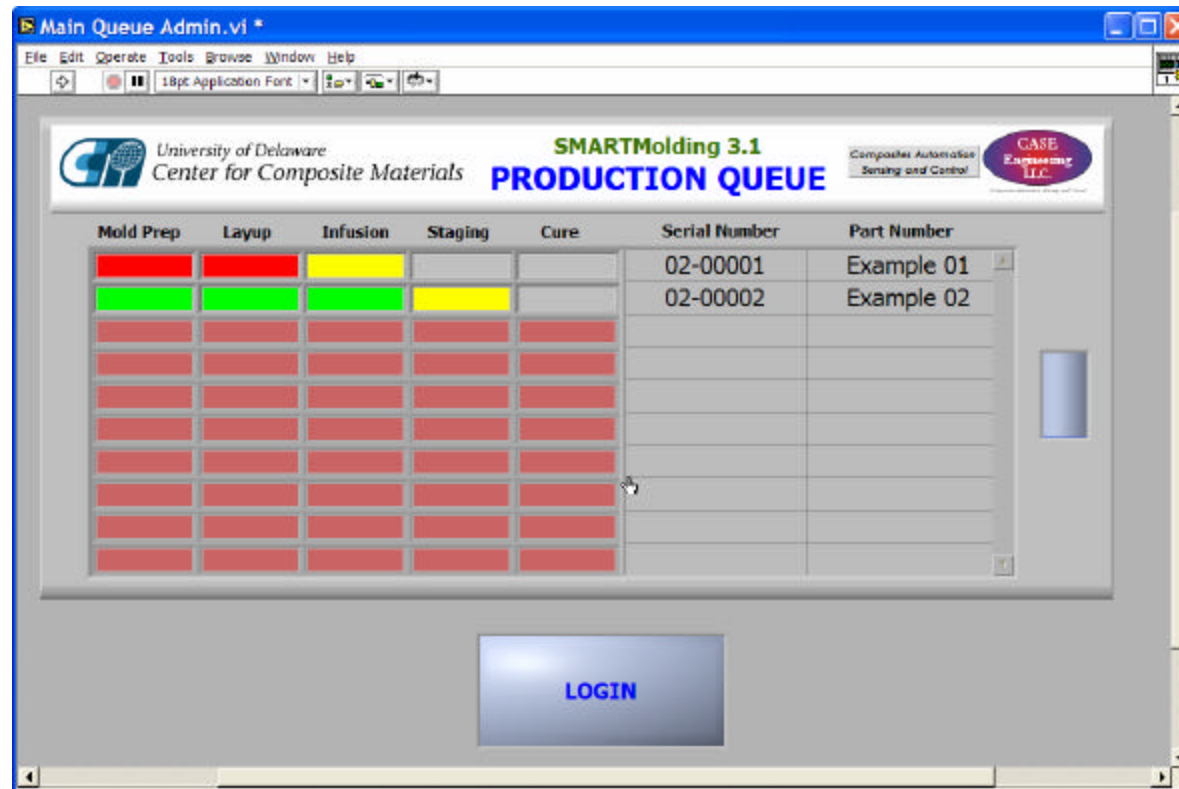 Main Queue Admin.vi *
File Edit Operate Tools Browse Window Help
18pt Application Font
University of Delaware
Center for Composite Materials
SMARTMolding 3.1
PRODUCTION QUEUE
Composites Automation
Sensing and Control
CASE
Engineering
LLC.
Mold Prep Layup Infusion Staging Cure Serial Number Part Number
02-00001 Example 01
02-00002 Example 02
LOGIN